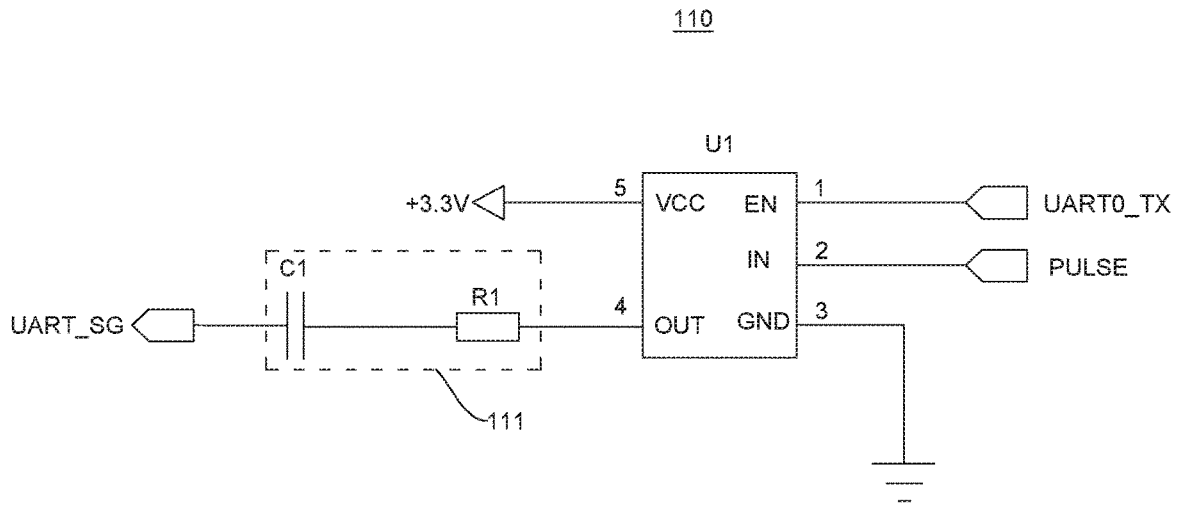 110
U1
+3.3V
5
VCC
EN
1
UART0_TX
IN
2
PULSE
C1
R1
UART_SG
4
OUT
GND
3
111